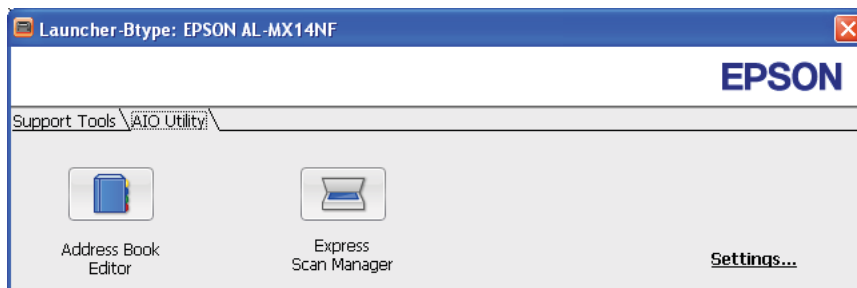 Launcher-Btype: EPSON AL-MX14NF
EPSON
Support Tools AIO Utility
Address Book
Editor
Express
Scan Manager
Settings...